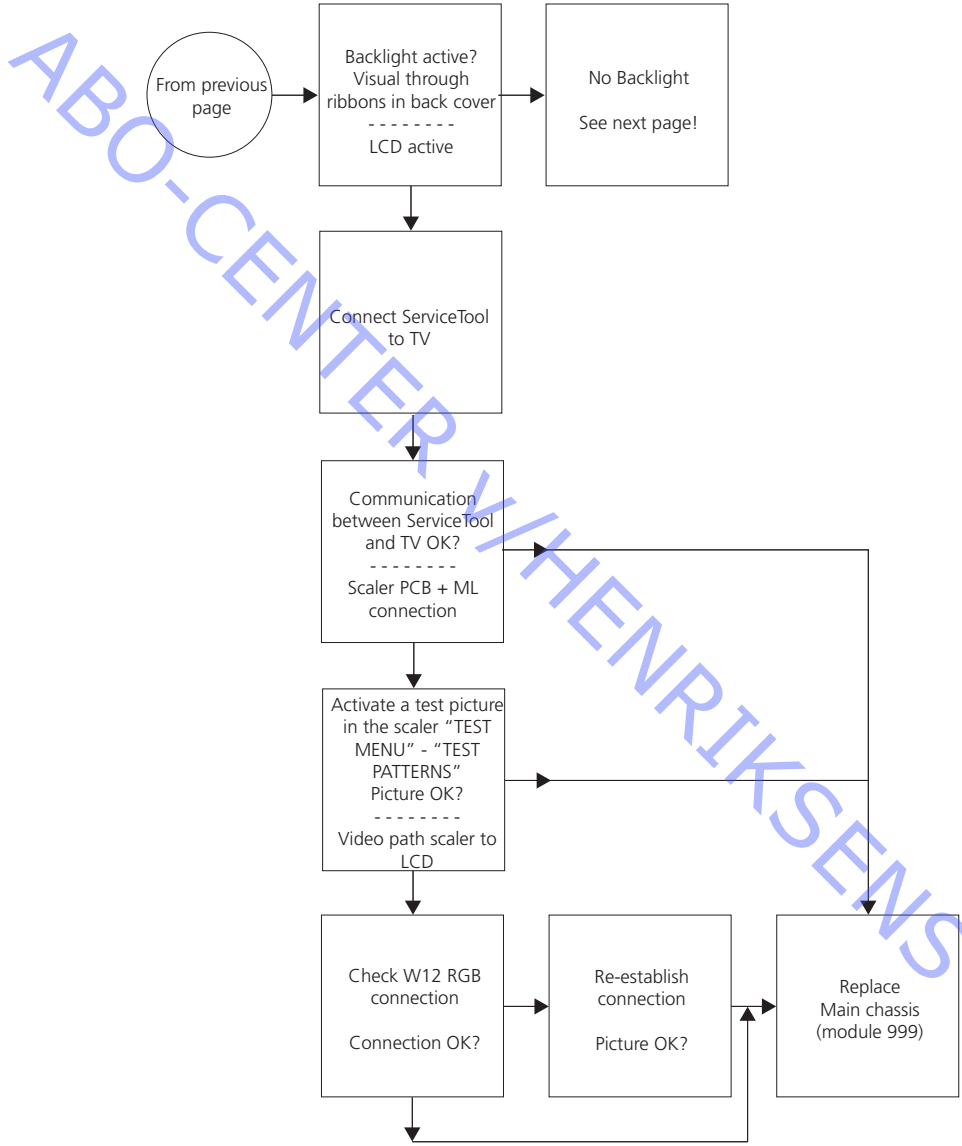 From previous
page
Backlight active?
Visual through
ribbons in back cover
- - - - - - - -
LCD active
No Backlight
See next page!
Connect ServiceTool
to TV
Communication
between ServiceTool
and TV OK?
- - - - - - - -
Scaler PCB + ML
connection
Activate a test picture
in the scaler “TEST
MENU” - “TEST
PATTERNS”
Picture OK?
- - - - - - - -
Video path scaler to
LCD
Check W12 RGB
connection
Connection OK?
Re-establish
connection
Picture OK?
Replace
Main chassis
(module 999)
ABO-CENTER v/HENRIKSENS